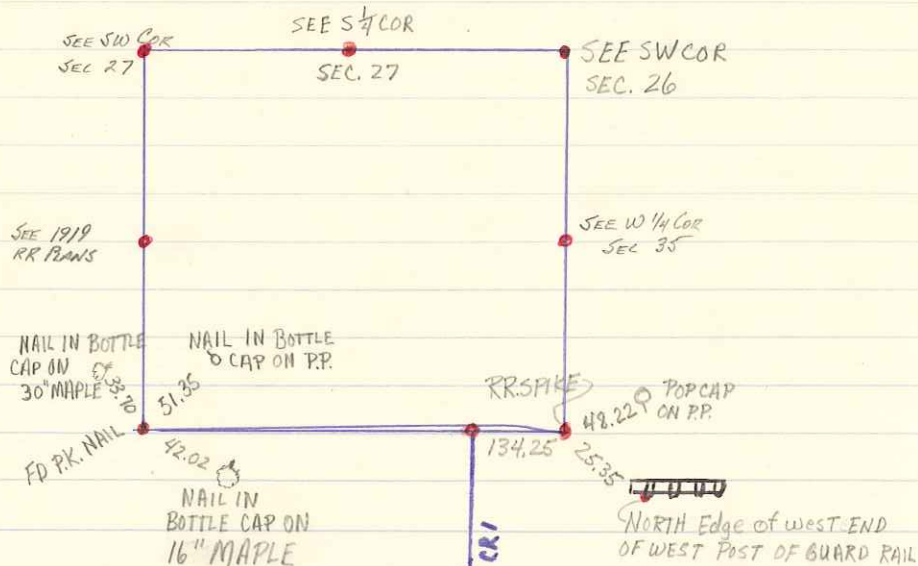 SEE S 1/4 COR
SEC. 27
SEE SW COR
SEC 27
SEE SW COR
SEC. 26
SEE 1919
RR PLANS
SEE W 1/4 COR
SEC 35
NAIL IN BOTTLE
CAP ON
30" MAPLE
33.70
NAIL IN BOTTLE
CAP ON P.P.
51.35
FD P.K. NAIL
42.02
NAIL IN
BOTTLE CAP ON
16" MAPLE
RR.SPIKE
134.25
CR1
48.22
POP CAP
ON P.P.
25.35
NORTH Edge of west END
OF WEST POST OF GUARD RAIL